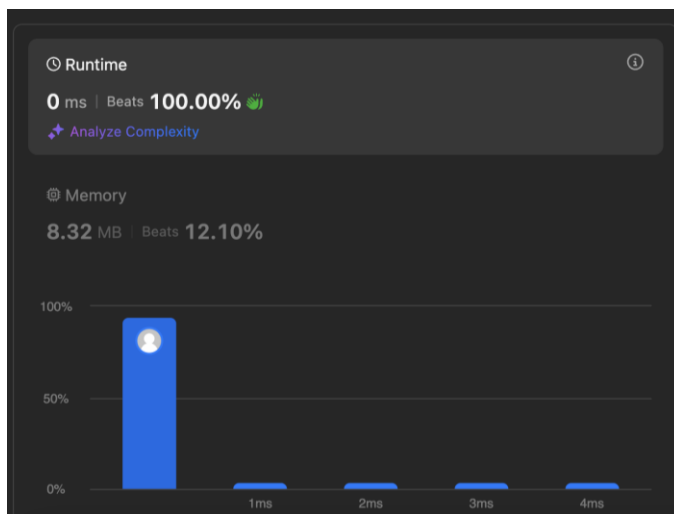 Runtime
0 ms | Beats 100.00%
Analyze Complexity
Memory
8.32 MB | Beats 12.10%
100%
50%
0%
1ms 2ms 3ms 4ms